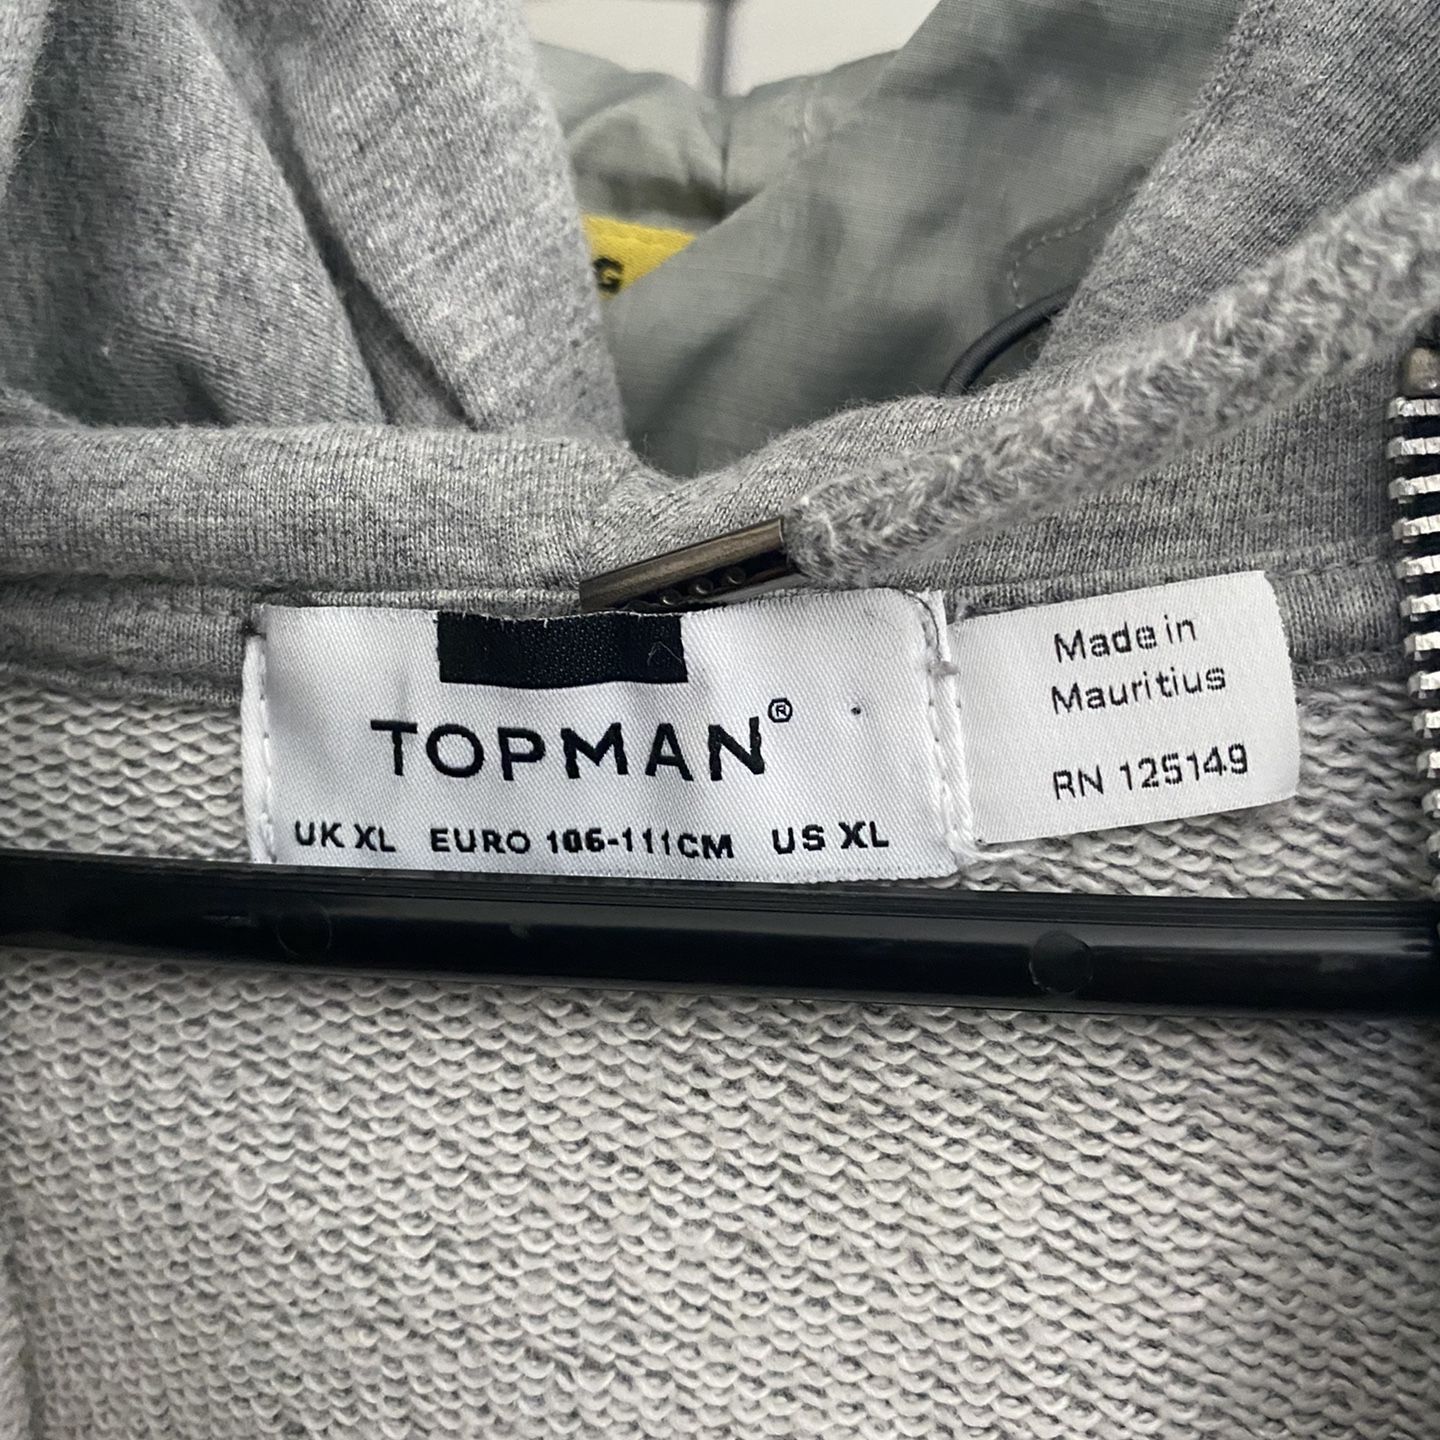 G
TOPMAN®
UK XL EURO 106-111CM US XL
Made in
Mauritius
RN 125149